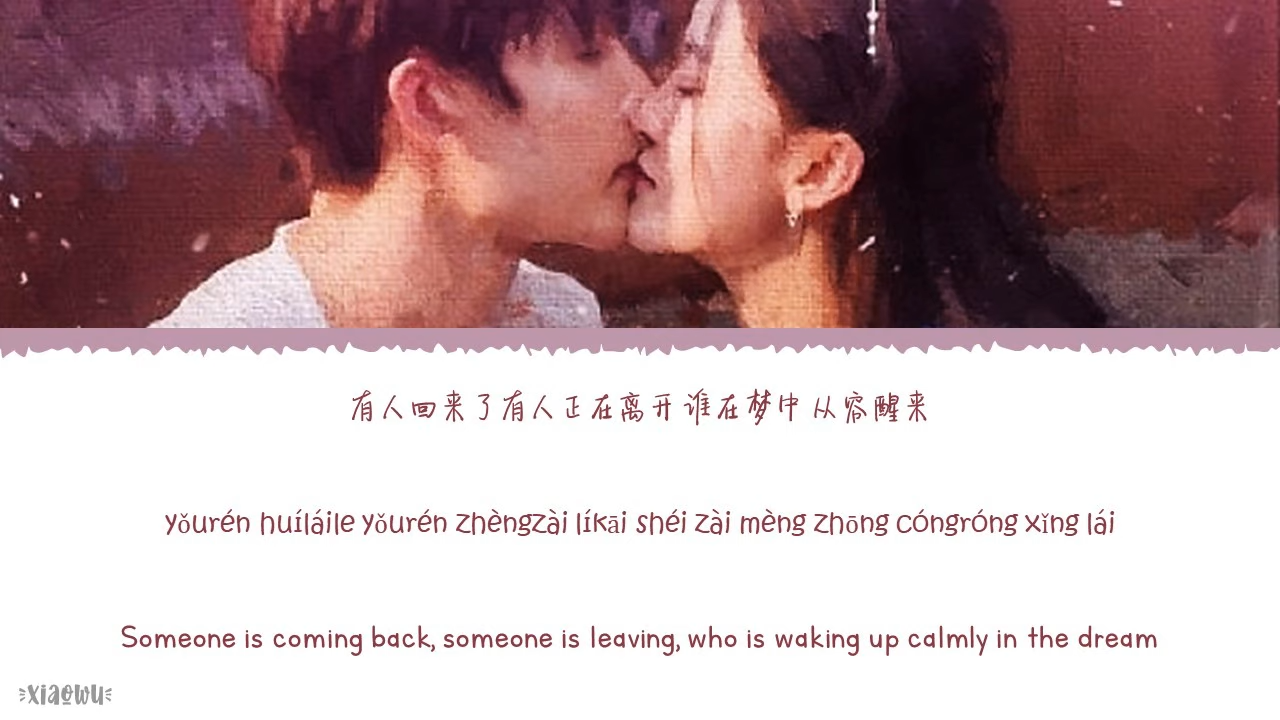 有人回来了有人正在离开 谁在梦中 从容醒来
yǒurén huíláile yǒurén zhèngzài líkāi shéi zài mèng zhōng cóngróng xǐng lái
Someone is coming back, someone is leaving, who is waking up calmly in the dream
xiaowu